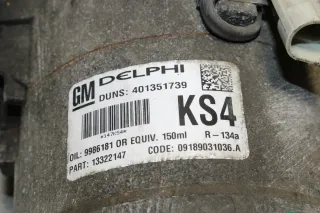 GM DELPHI
DUNS: 401351739
KS4
OIL: 9986181 OR EQUIV. 150ml R-134a
PART: 13322147 CODE: 09189031036.A